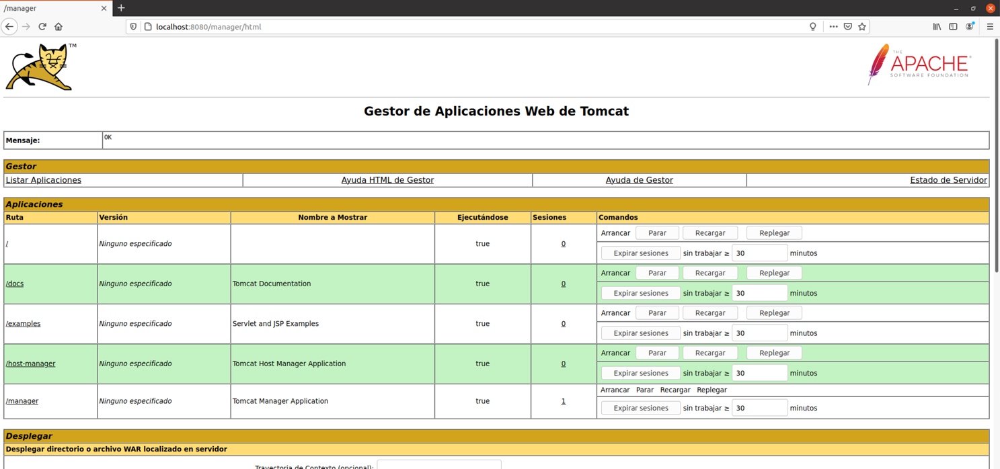 /manager
localhost:8080/manager/html
TM
THE
APACHE®
SOFTWARE FOUNDATION
Gestor de Aplicaciones Web de Tomcat
Mensaje: OK
Gestor
Listar Aplicaciones Ayuda HTML de Gestor Ayuda de Gestor Estado de Servidor
Aplicaciones
Ruta Versión Nombre a Mostrar Ejecutándose Sesiones Comandos
/ Ninguno especificado true 0 Arrancar Parar Recargar Replegar
Expirar sesiones sin trabajar ≥ 30 minutos
/docs Ninguno especificado Tomcat Documentation true 0 Arrancar Parar Recargar Replegar
Expirar sesiones sin trabajar ≥ 30 minutos
/examples Ninguno especificado Servlet and JSP Examples true 0 Arrancar Parar Recargar Replegar
Expirar sesiones sin trabajar ≥ 30 minutos
/host-manager Ninguno especificado Tomcat Host Manager Application true 0 Arrancar Parar Recargar Replegar
Expirar sesiones sin trabajar ≥ 30 minutos
/manager Ninguno especificado Tomcat Manager Application true 1 Arrancar Parar Recargar Replegar
Expirar sesiones sin trabajar ≥ 30 minutos
Desplegar
Desplegar directorio o archivo WAR localizado en servidor
Trayectoria de Contexto (opcional):